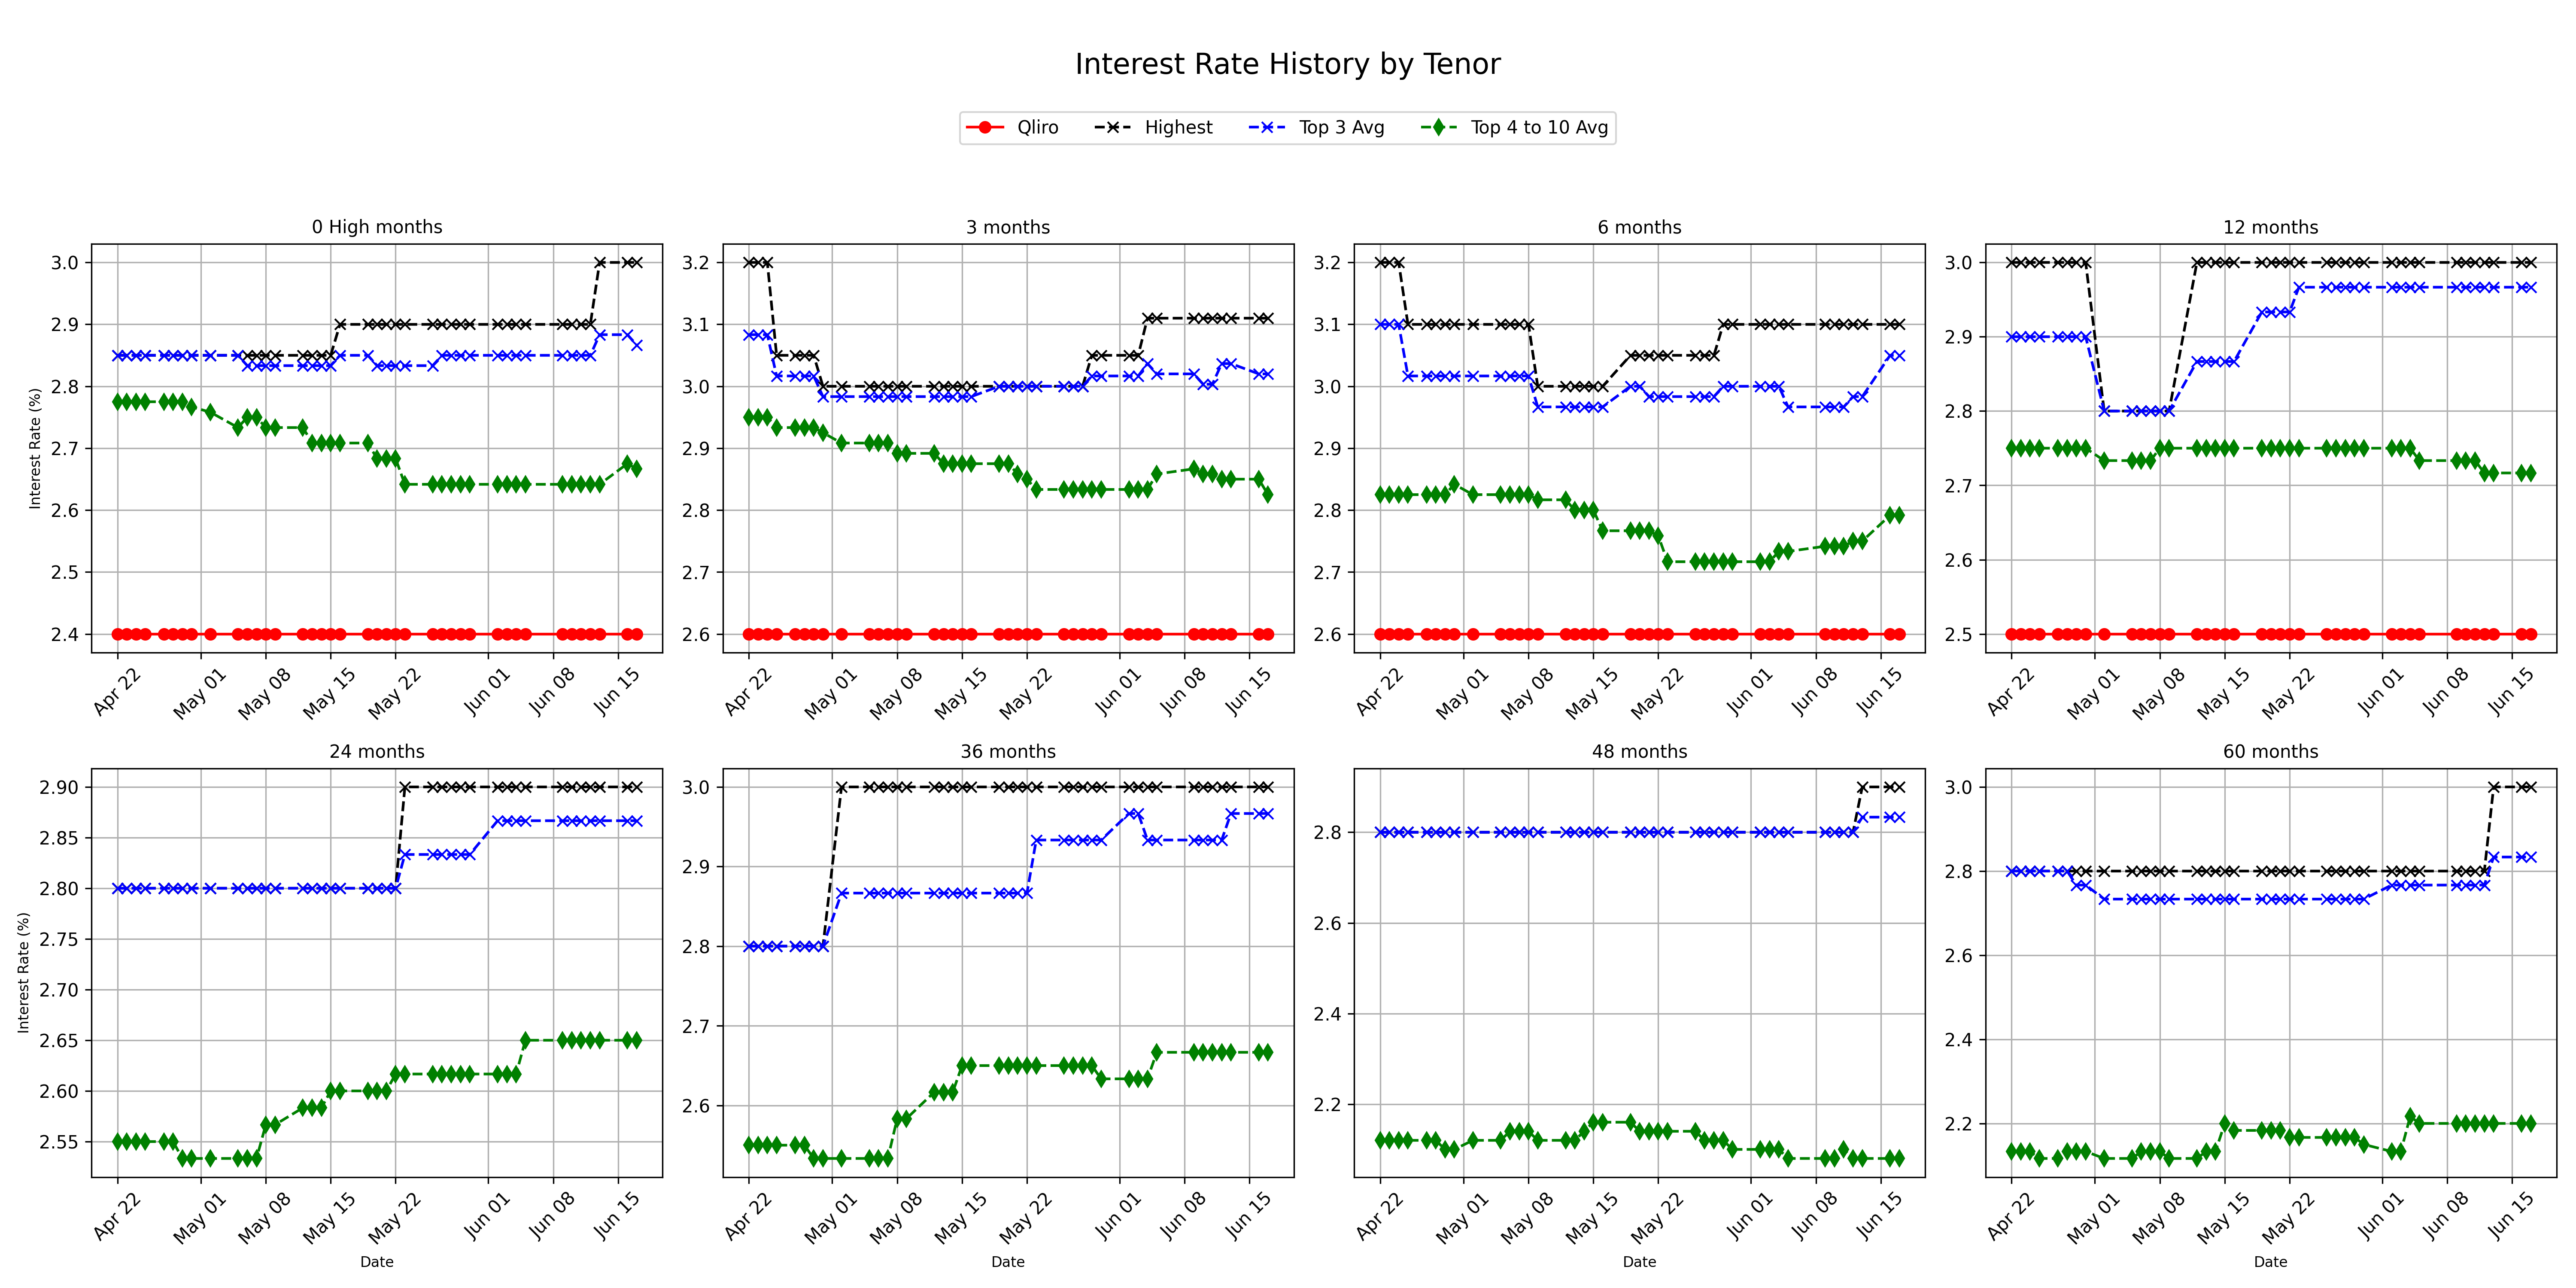 Interest Rate History by Tenor
Qliro Highest Top 3 Avg Top 4 to 10 Avg
0 High months
Interest Rate (%)
3.0
2.9
2.8
2.7
2.6
2.5
2.4
Apr 22 May 01 May 08 May 15 May 22 Jun 01 Jun 08 Jun 15
3 months
3.2
3.1
3.0
2.9
2.8
2.7
2.6
Apr 22 May 01 May 08 May 15 May 22 Jun 01 Jun 08 Jun 15
6 months
3.2
3.1
3.0
2.9
2.8
2.7
2.6
Apr 22 May 01 May 08 May 15 May 22 Jun 01 Jun 08 Jun 15
12 months
3.0
2.9
2.8
2.7
2.6
2.5
Apr 22 May 01 May 08 May 15 May 22 Jun 01 Jun 08 Jun 15
24 months
Interest Rate (%)
2.90
2.85
2.80
2.75
2.70
2.65
2.60
2.55
Apr 22 May 01 May 08 May 15 May 22 Jun 01 Jun 08 Jun 15
Date
36 months
3.0
2.9
2.8
2.7
2.6
Apr 22 May 01 May 08 May 15 May 22 Jun 01 Jun 08 Jun 15
Date
48 months
2.8
2.6
2.4
2.2
Apr 22 May 01 May 08 May 15 May 22 Jun 01 Jun 08 Jun 15
Date
60 months
3.0
2.8
2.6
2.4
2.2
Apr 22 May 01 May 08 May 15 May 22 Jun 01 Jun 08 Jun 15
Date